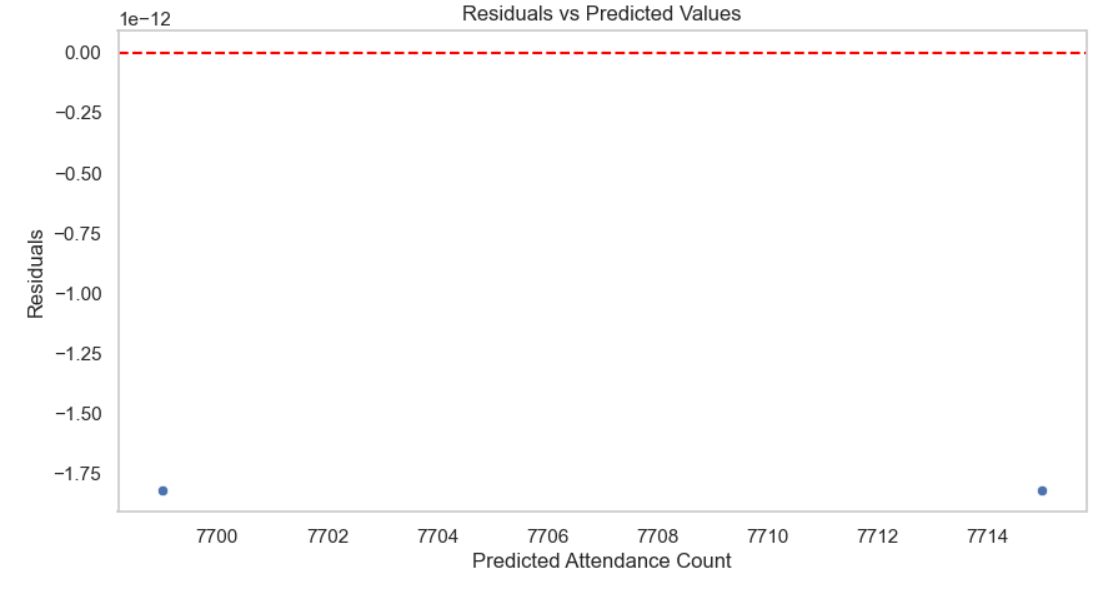 Residuals vs Predicted Values
1e−12
0.00
−0.25
−0.50
−0.75
−1.00
−1.25
−1.50
−1.75
Residuals
7700 7702 7704 7706 7708 7710 7712 7714
Predicted Attendance Count